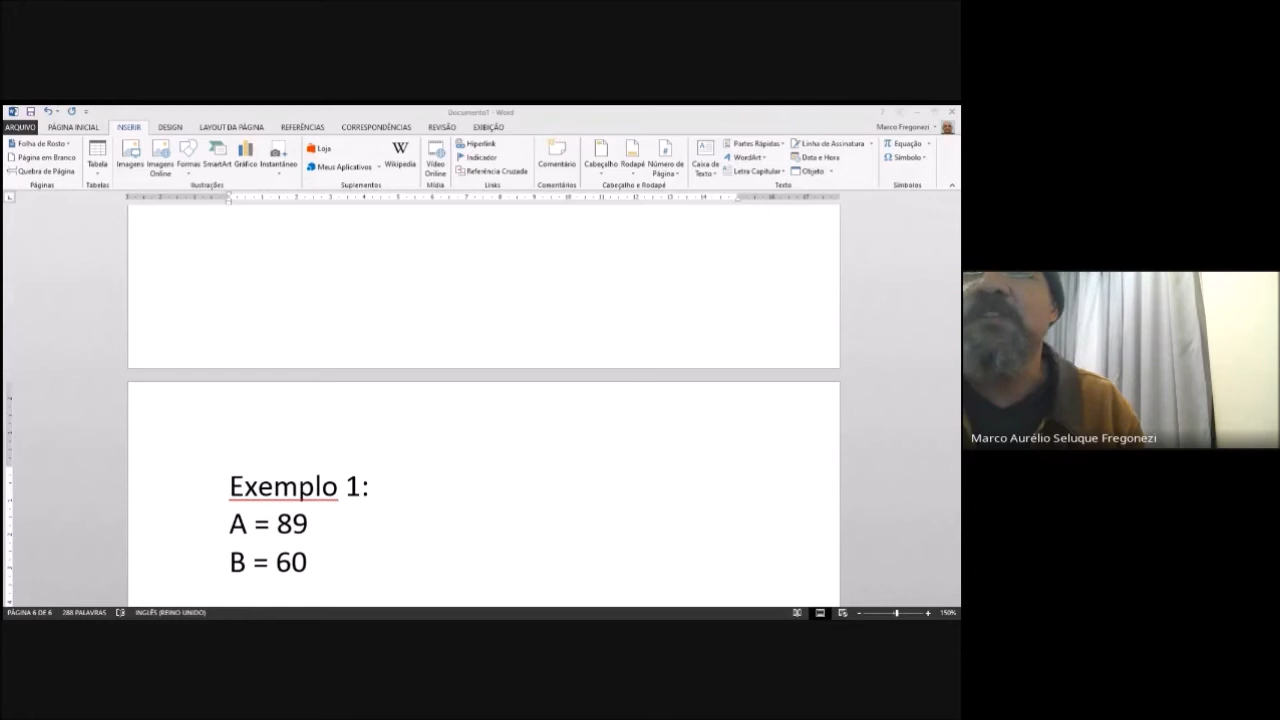 Documento1 - Word
ARQUIVO PÁGINA INICIAL INSERIR DESIGN LAYOUT DA PÁGINA REFERÊNCIAS CORRESPONDÊNCIAS REVISÃO EXIBIÇÃO Marco Fregonezi
Folha de Rosto
Página em Branco
Quebra de Página
Páginas
Tabela
Tabelas
Imagens
Imagens Online
Formas
SmartArt
Gráfico
Instantâneo
Ilustrações
Loja
Meus Aplicativos
Wikipedia
Suplementos
Vídeo Online
Mídia
Hiperlink
Indicador
Referência Cruzada
Links
Comentário
Comentários
Cabeçalho
Rodapé
Número de Página
Cabeçalho e Rodapé
Caixa de Texto
Partes Rápidas
WordArt
Letra Capitular
Linha de Assinatura
Data e Hora
Objeto
Texto
Equação
Símbolo
Símbolos
Exemplo 1:
A = 89
B = 60
PÁGINA 6 DE 6 288 PALAVRAS INGLÊS (REINO UNIDO) 150%
Marco Aurélio Seluque Fregonezi